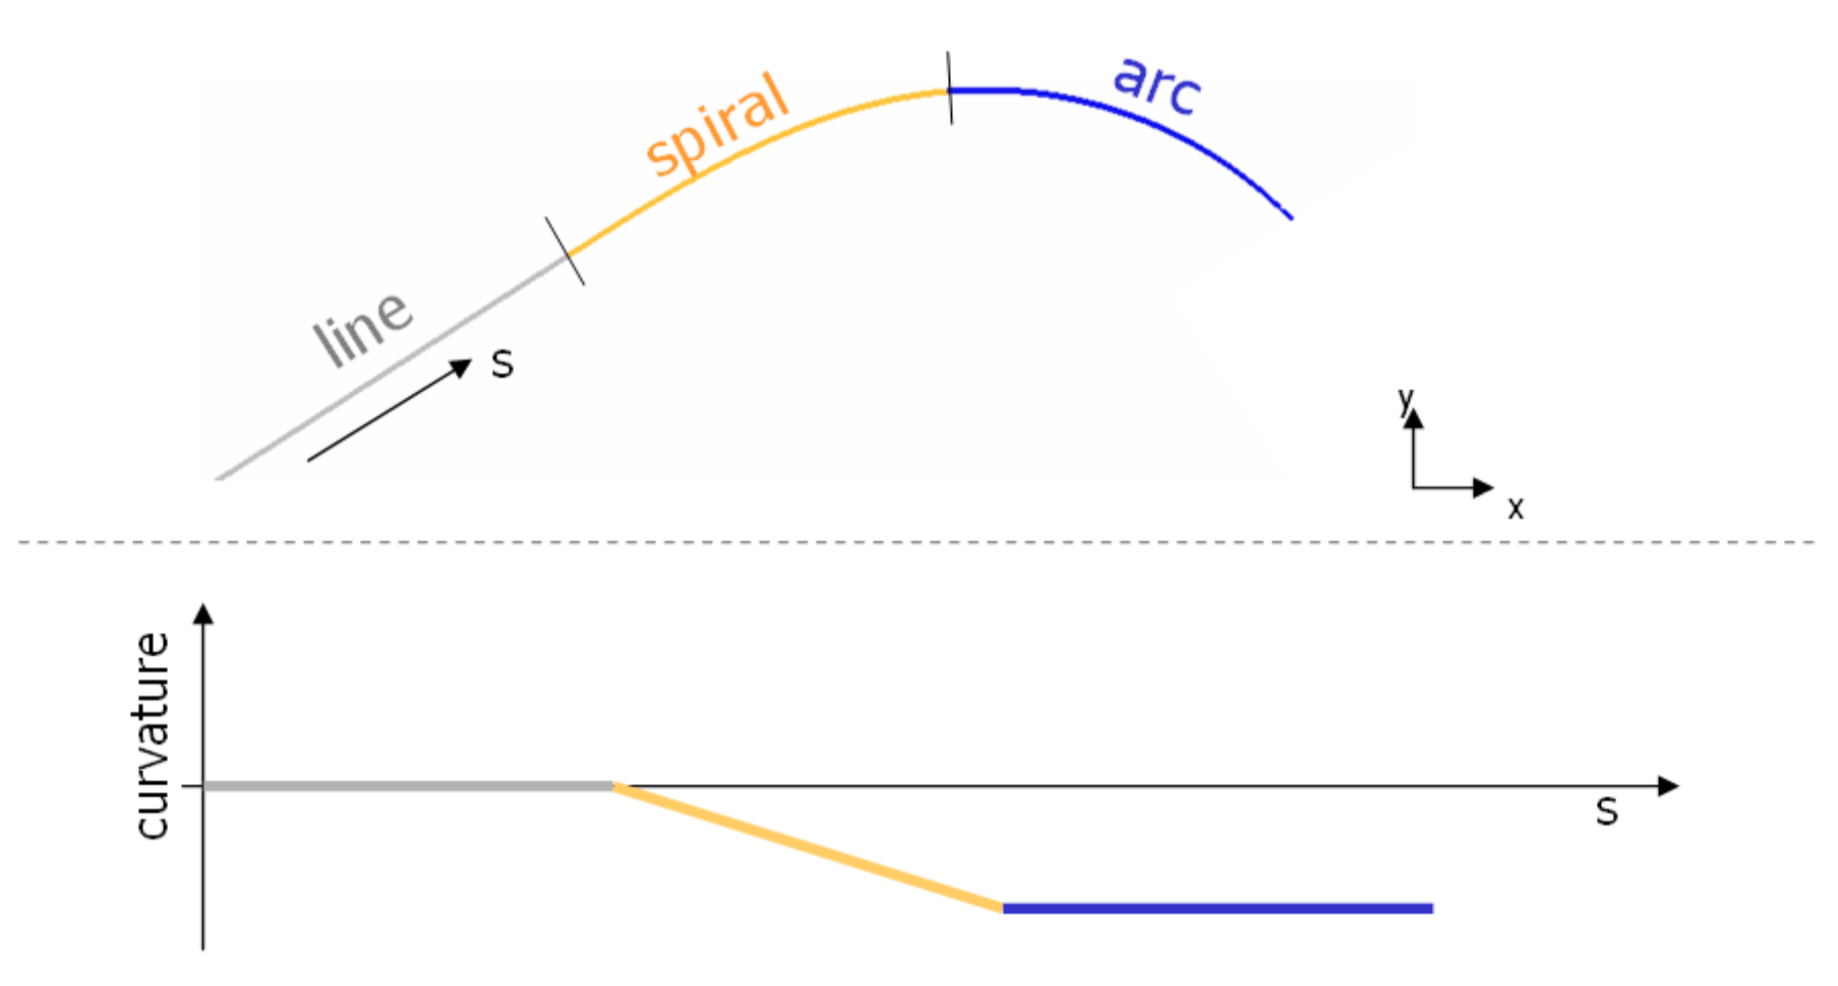 arc
spiral
line
S
y
x
curvature
S